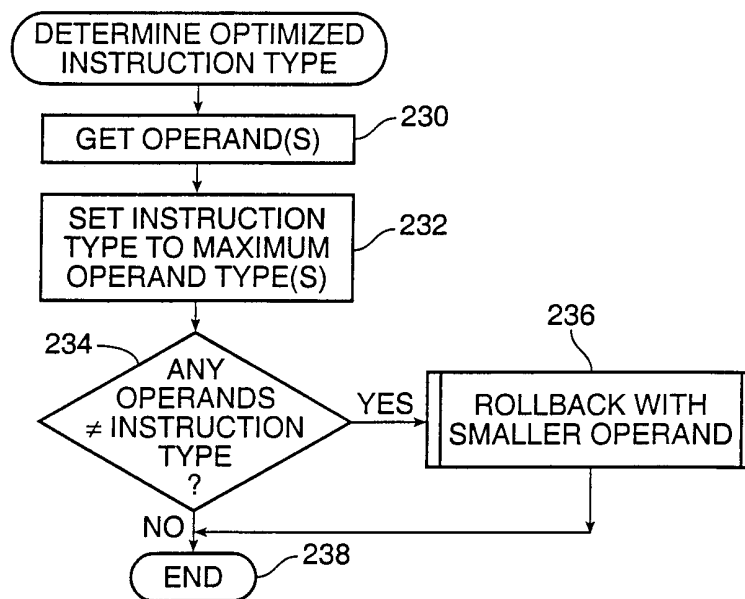 DETERMINE OPTIMIZED
INSTRUCTION TYPE
GET OPERAND(S)
230
SET INSTRUCTION
TYPE TO MAXIMUM
OPERAND TYPE(S)
232
234
ANY
OPERANDS
≠ INSTRUCTION
TYPE
?
YES
236
ROLLBACK WITH
SMALLER OPERAND
NO
END
238